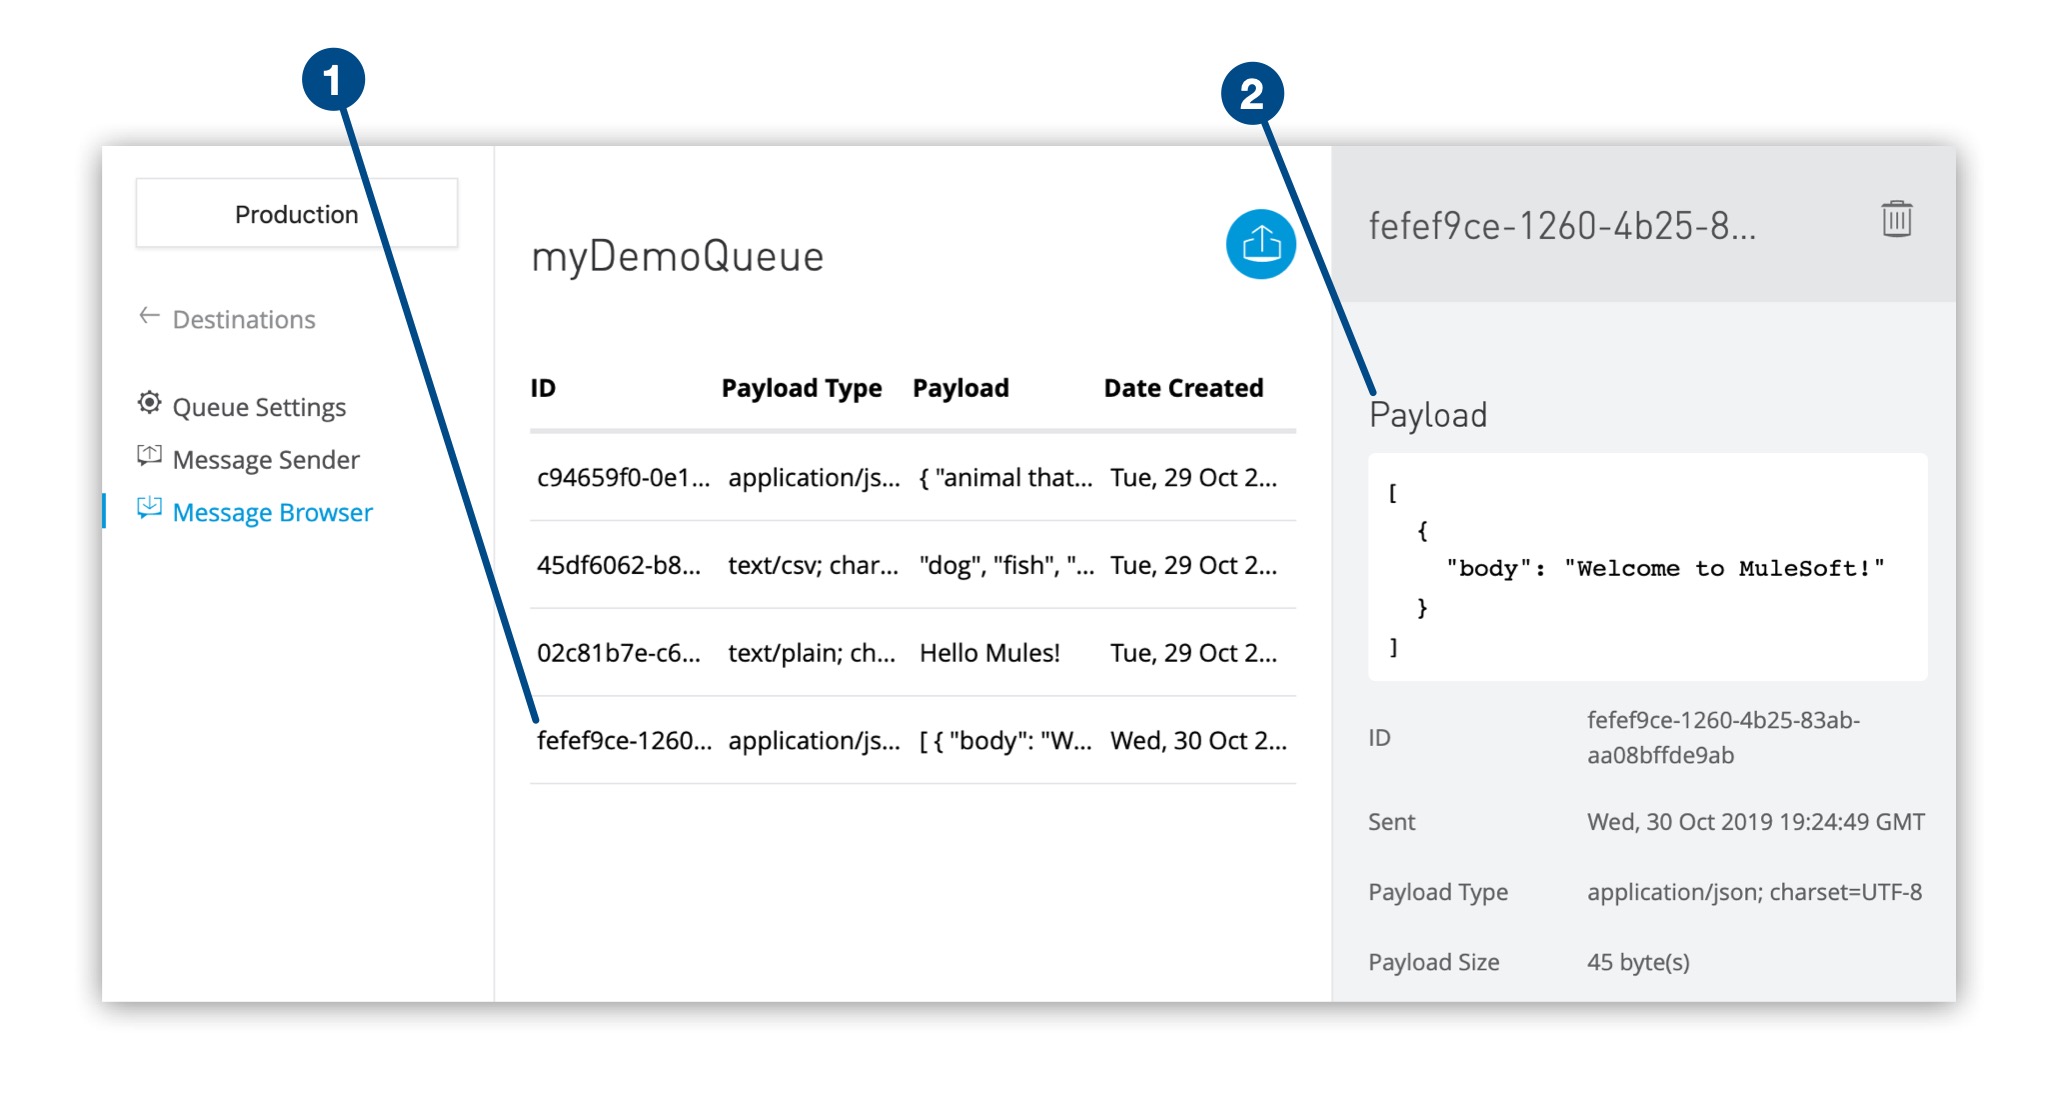 1
2
Production
← Destinations
Queue Settings
Message Sender
Message Browser
myDemoQueue
ID Payload Type Payload Date Created
c94659f0-0e1... application/js... { "animal that... Tue, 29 Oct 2...
45df6062-b8... text/csv; char... "dog", "fish", "... Tue, 29 Oct 2...
02c81b7e-c6... text/plain; ch... Hello Mules! Tue, 29 Oct 2...
fefef9ce-1260... application/js... [ { "body": "W... Wed, 30 Oct 2...
fefef9ce-1260-4b25-8...
Payload
[
{
"body": "Welcome to MuleSoft!"
}
]
ID fefef9ce-1260-4b25-83ab-
aa08bffde9ab
Sent Wed, 30 Oct 2019 19:24:49 GMT
Payload Type application/json; charset=UTF-8
Payload Size 45 byte(s)